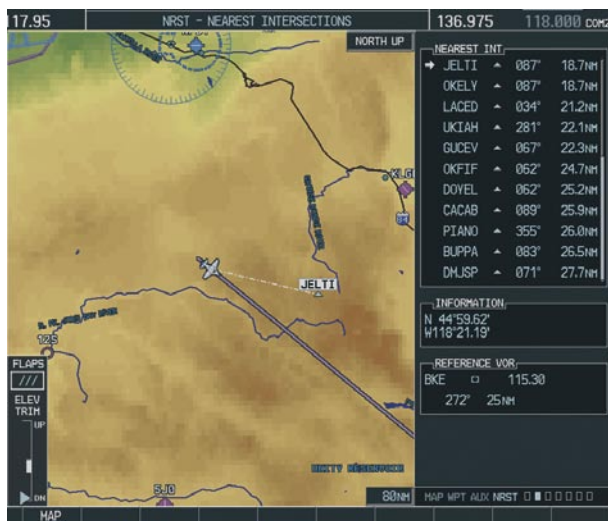 17.95 NRST - NEAREST INTERSECTIONS 136.975 118.000 COM2
NORTH UP
NEAREST INT
JELTI 087° 18.7NM
OKELY 087° 18.7NM
LACED 034° 21.2NM
UKIAH 281° 22.1NM
GUCEV 067° 22.3NM
OKFIF 062° 24.7NM
DOYEL 062° 25.2NM
CACAB 089° 25.9NM
PIANO 355° 26.0NM
BUPPA 083° 26.5NM
DMJSP 071° 27.7NM
INFORMATION
N 44°59.62'
W118°21.19'
REFERENCE VOR
BKE 115.30
272° 25NM
KLGD
84
JELTI
12S
FLAPS
ELEV
TRIM
UP
DN
5J0
80NM
MAP WPT AUX NRST
MAP